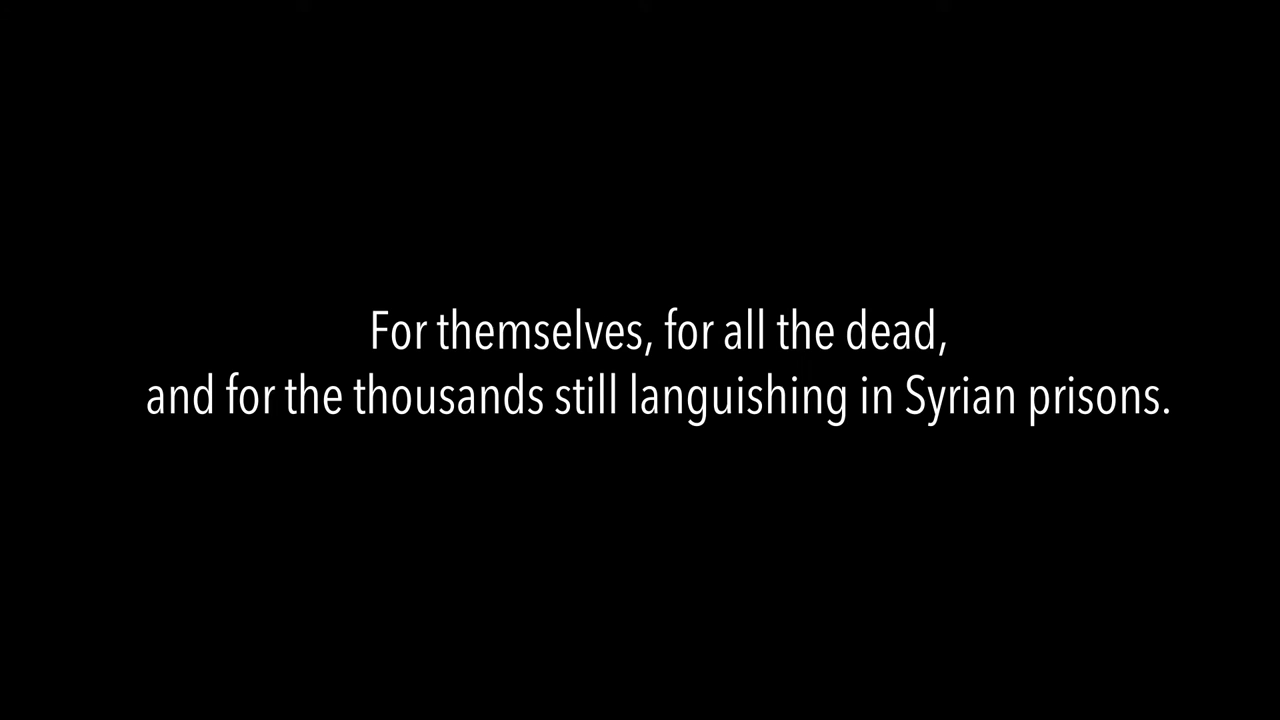 For themselves, for all the dead,
and for the thousands still languishing in Syrian prisons.